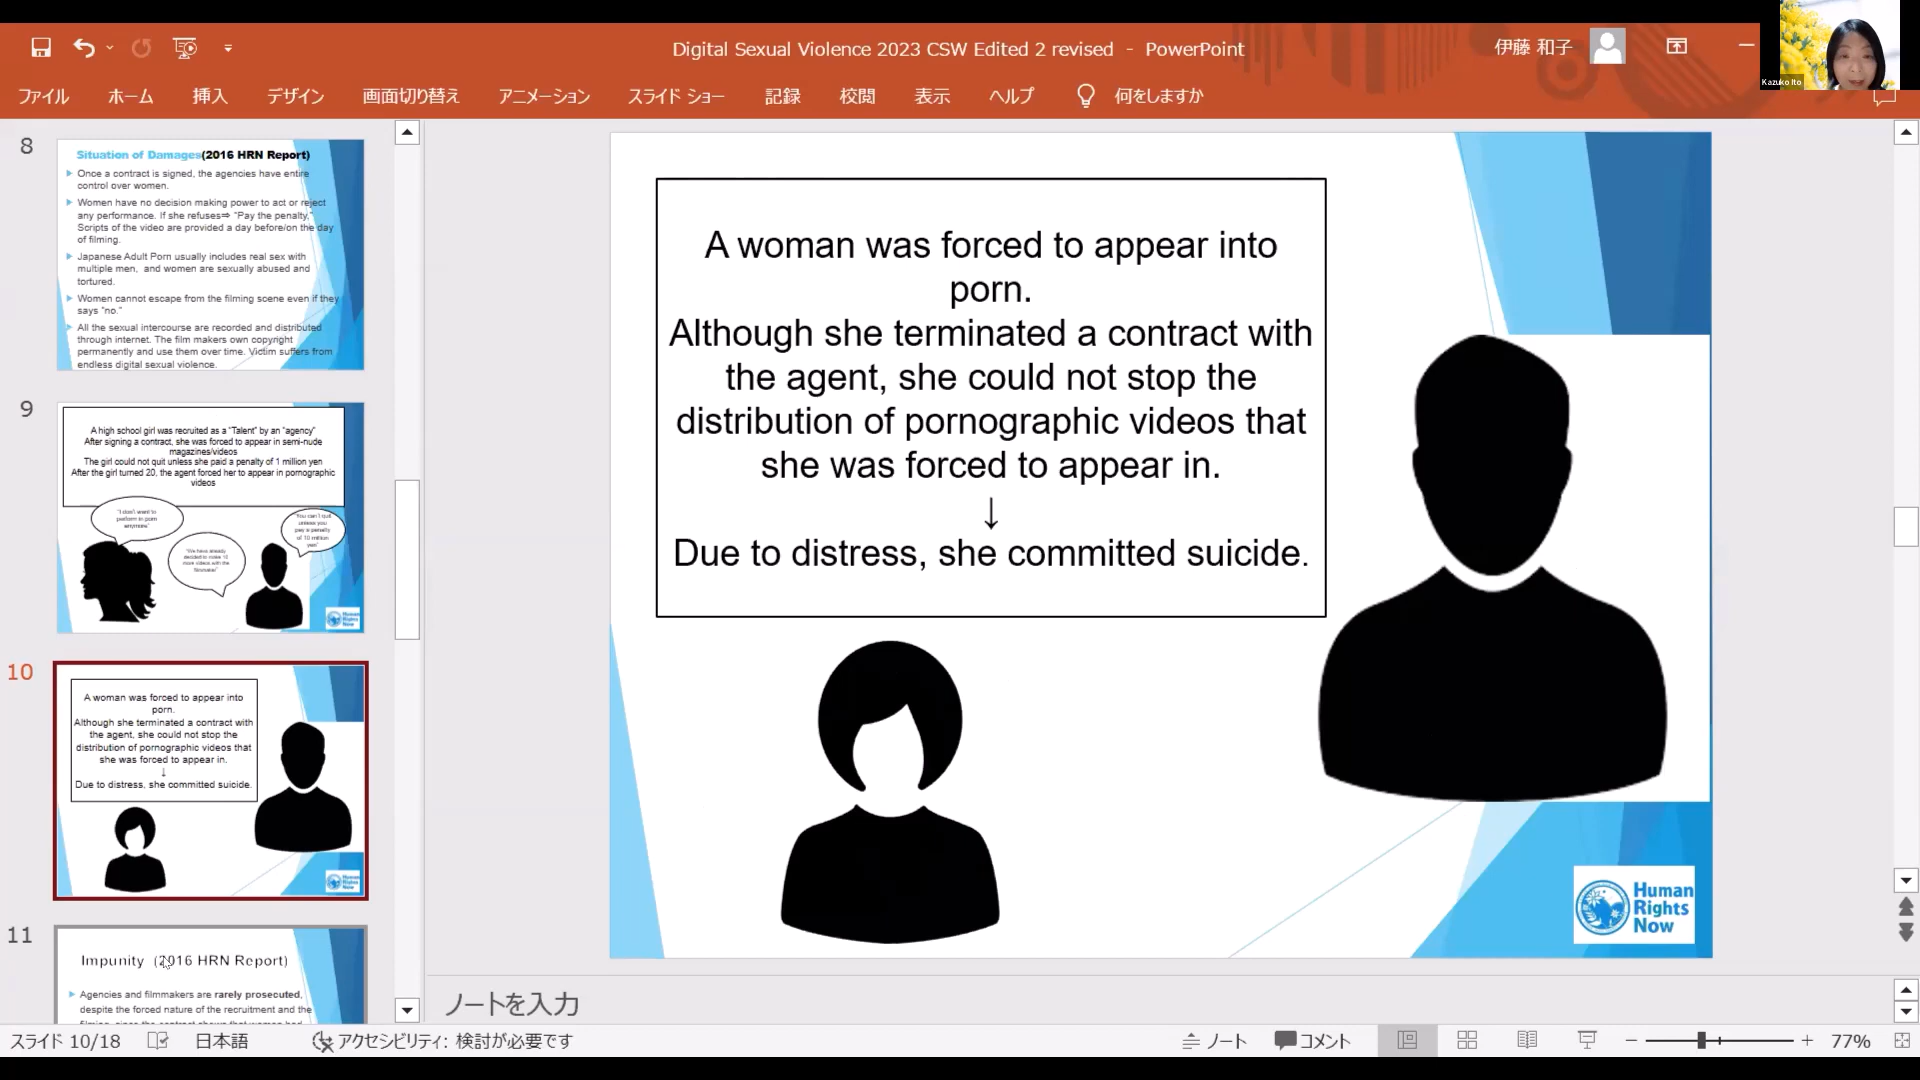 Digital Sexual Violence 2023 CSW Edited 2 revised - PowerPoint
伊藤 和子
Kazuko Ito
ファイル ホーム 挿入 デザイン 画面切り替え アニメーション スライド ショー 記録 校閲 表示 ヘルプ 何をしますか
8
Situation of Damages(2016 HRN Report)
Once a contract is signed, the agencies have entire
control over women.
Women have no decision making power to act or reject
any performance. If she refuses⇒ "Pay the penalty,"
Scripts of the video are provided a day before/on the day
of filming.
Japanese Adult Porn usually includes real sex with
multiple men, and women are sexually abused and
tortured.
Women cannot escape from the filming scene even if they
says "no."
All the sexual intercourse are recorded and distributed
through internet. The film makers own copyright
permanently and use them over time. Victim suffers from
endless digital sexual violence.
9
A high school girl was recruited as a "Talent" by an "agency"
After signing a contract, she was forced to appear in semi-nude
magazines/videos
The girl could not quit unless she paid a penalty of 1 million yen
After the girl turned 20, the agent forced her to appear in pornographic
videos
"I don't want to
perform in porn
anymore"
"We have already
decided to make 10
more videos with the
filmmaker"
"You can't quit
unless you
pay a penalty
of 10 million
yen"
Human
Rights
Now
10
A woman was forced to appear into
porn.
Although she terminated a contract with
the agent, she could not stop the
distribution of pornographic videos that
she was forced to appear in.
↓
Due to distress, she committed suicide.
Human
Rights
Now
11
Impunity (2016 HRN Report)
Agencies and filmmakers are rarely prosecuted,
despite the forced nature of the recruitment and the
A woman was forced to appear into
porn.
Although she terminated a contract with
the agent, she could not stop the
distribution of pornographic videos that
she was forced to appear in.
↓
Due to distress, she committed suicide.
Human
Rights
Now
ノートを入力
スライド 10/18 日本語 アクセシビリティ: 検討が必要です ノート コメント 77%